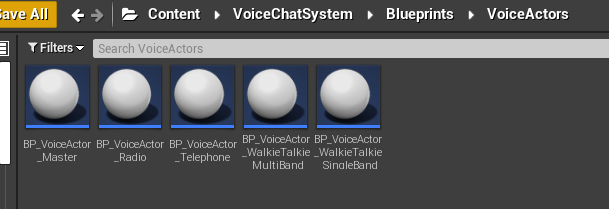 Save All Content VoiceChatSystem Blueprints VoiceActors
Filters Search VoiceActors
BP_VoiceActor
_Master
BP_VoiceActor
_Radio
BP_VoiceActor
_Telephone
BP_VoiceActor
_WalkieTalkie
MultiBand
BP_VoiceActor
_WalkieTalkie
SingleBand